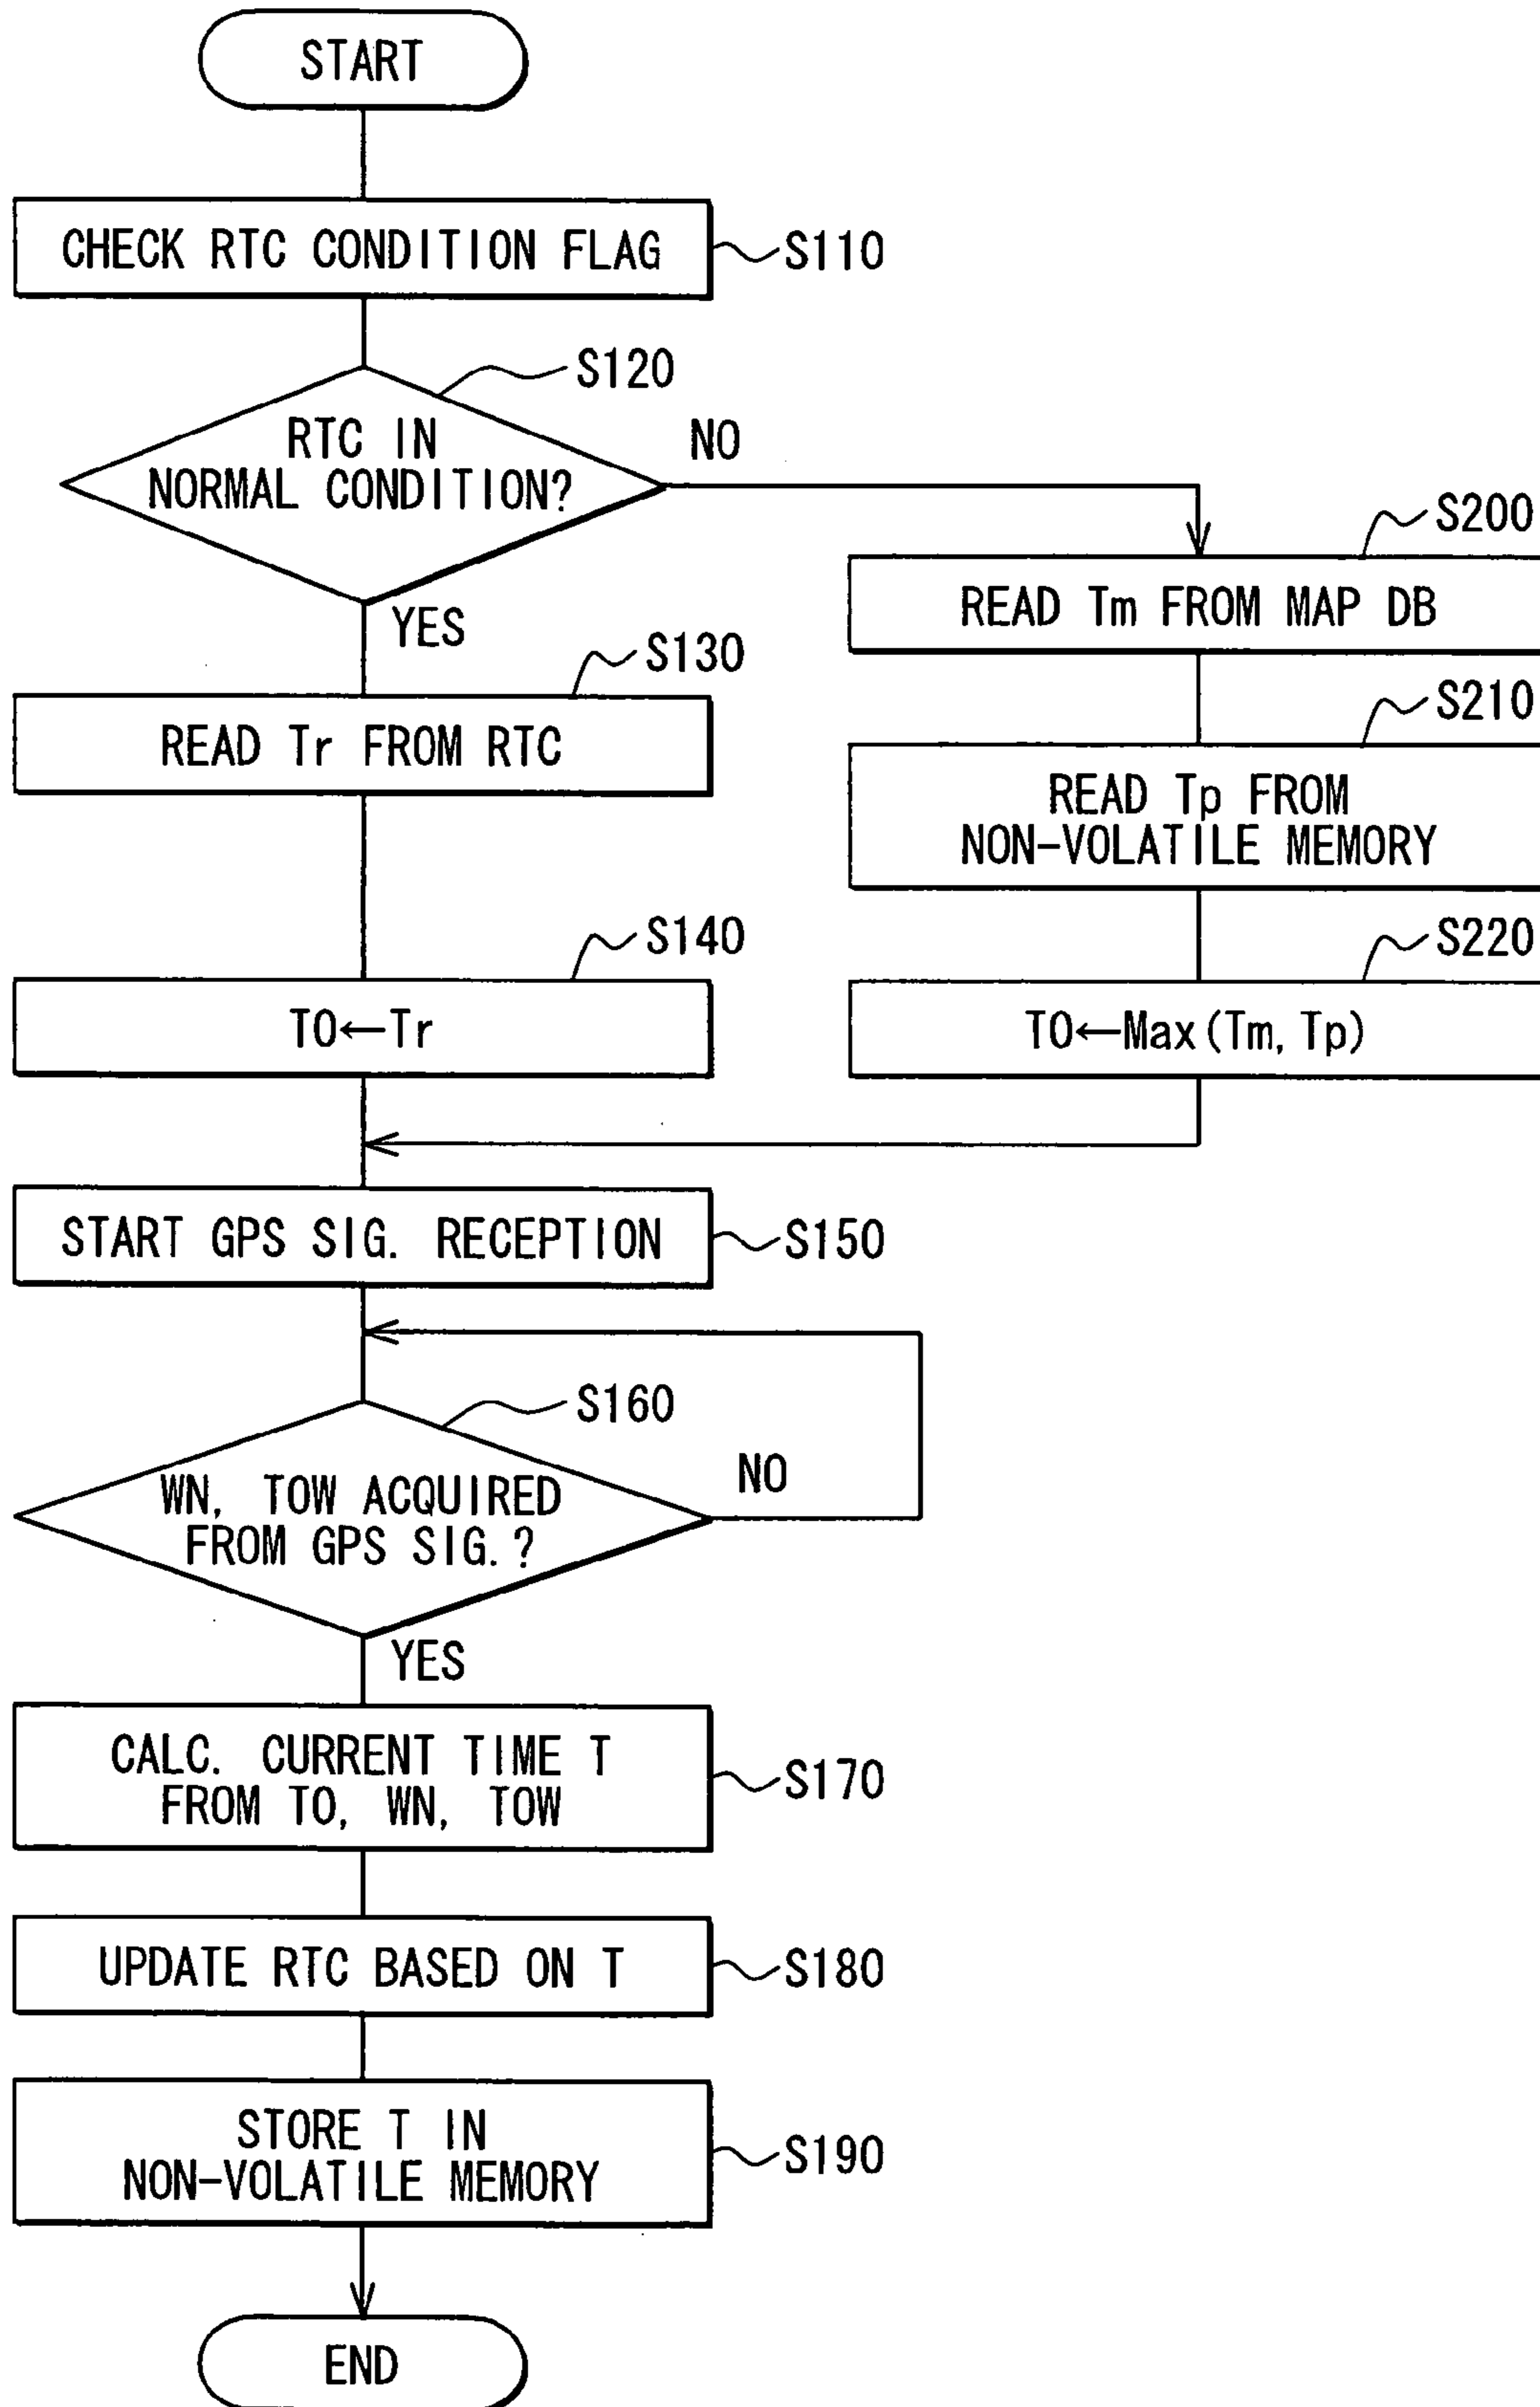 START
CHECK RTC CONDITION FLAG
S110
S120
RTC IN
NORMAL CONDITION?
NO
YES
S200
READ Tm FROM MAP DB
S130
READ Tr FROM RTC
S210
READ Tp FROM
NON-VOLATILE MEMORY
S140
T0←Tr
S220
T0←Max(Tm, Tp)
START GPS SIG. RECEPTION
S150
S160
WN, TOW ACQUIRED
FROM GPS SIG.?
NO
YES
CALC. CURRENT TIME T
FROM T0, WN, TOW
S170
UPDATE RTC BASED ON T
S180
STORE T IN
NON-VOLATILE MEMORY
S190
END